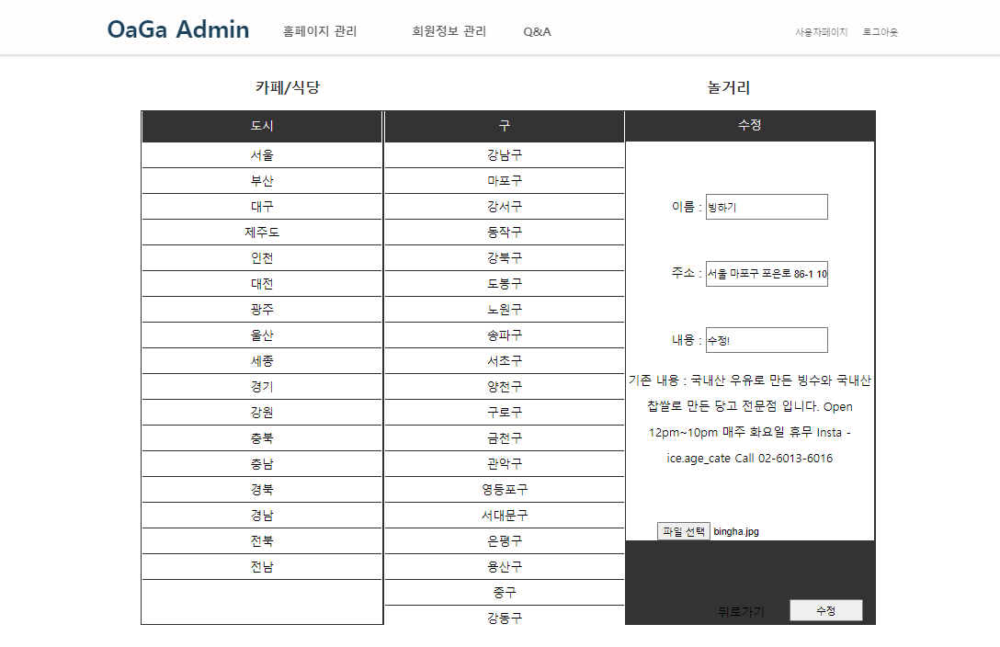 OaGa Admin 홈페이지 관리 회원정보 관리 Q&A 사용자페이지 로그아웃
카페/식당 놀거리
도시
서울
부산
대구
제주도
인천
대전
광주
울산
세종
경기
강원
충북
충남
경북
경남
전북
전남
구
강남구
마포구
강서구
동작구
강북구
도봉구
노원구
송파구
서초구
양천구
구로구
금천구
관악구
영등포구
서대문구
은평구
용산구
중구
강동구
수정
이름 : 빙하기
주소 : 서울 마포구 포은로 86-1 10
내용 : 수정!
기존 내용 : 국내산 우유로 만든 빙수와 국내산
찹쌀로 만든 당고 전문점 입니다. Open
12pm~10pm 매주 화요일 휴무 Insta -
ice.age_cate Call 02-6013-6016
파일 선택 bingha.jpg
뒤로가기 수정